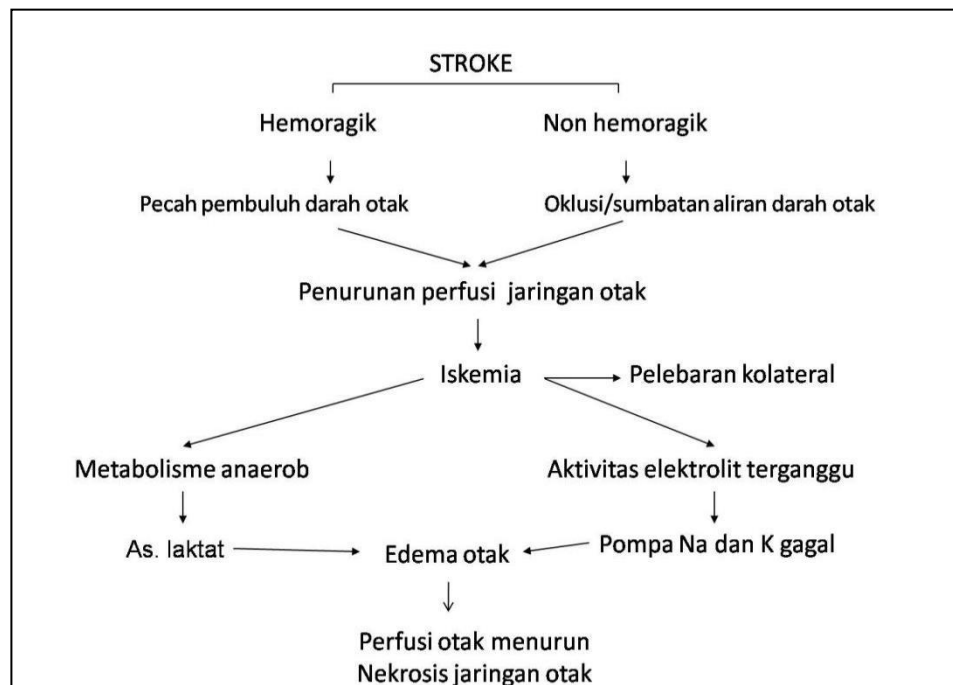 STROKE
Hemoragik
Non hemoragik
Pecah pembuluh darah otak
Oklusi/sumbatan aliran darah otak
Penurunan perfusi jaringan otak
Iskemia
Pelebaran kolateral
Metabolisme anaerob
Aktivitas elektrolit terganggu
As. laktat
Edema otak
Pompa Na dan K gagal
Perfusi otak menurun
Nekrosis jaringan otak